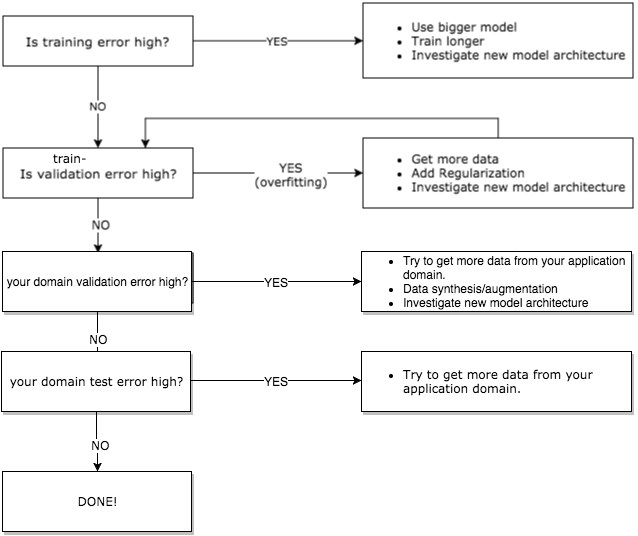 Is training error high?
YES
• Use bigger model
• Train longer
• Investigate new model architecture
NO
train-
Is validation error high?
YES
(overfitting)
• Get more data
• Add Regularization
• Investigate new model architecture
NO
your domain validation error high?
YES
• Try to get more data from your application
domain.
• Data synthesis/augmentation
• Investigate new model architecture
NO
your domain test error high?
YES
• Try to get more data from your
application domain.
NO
DONE!